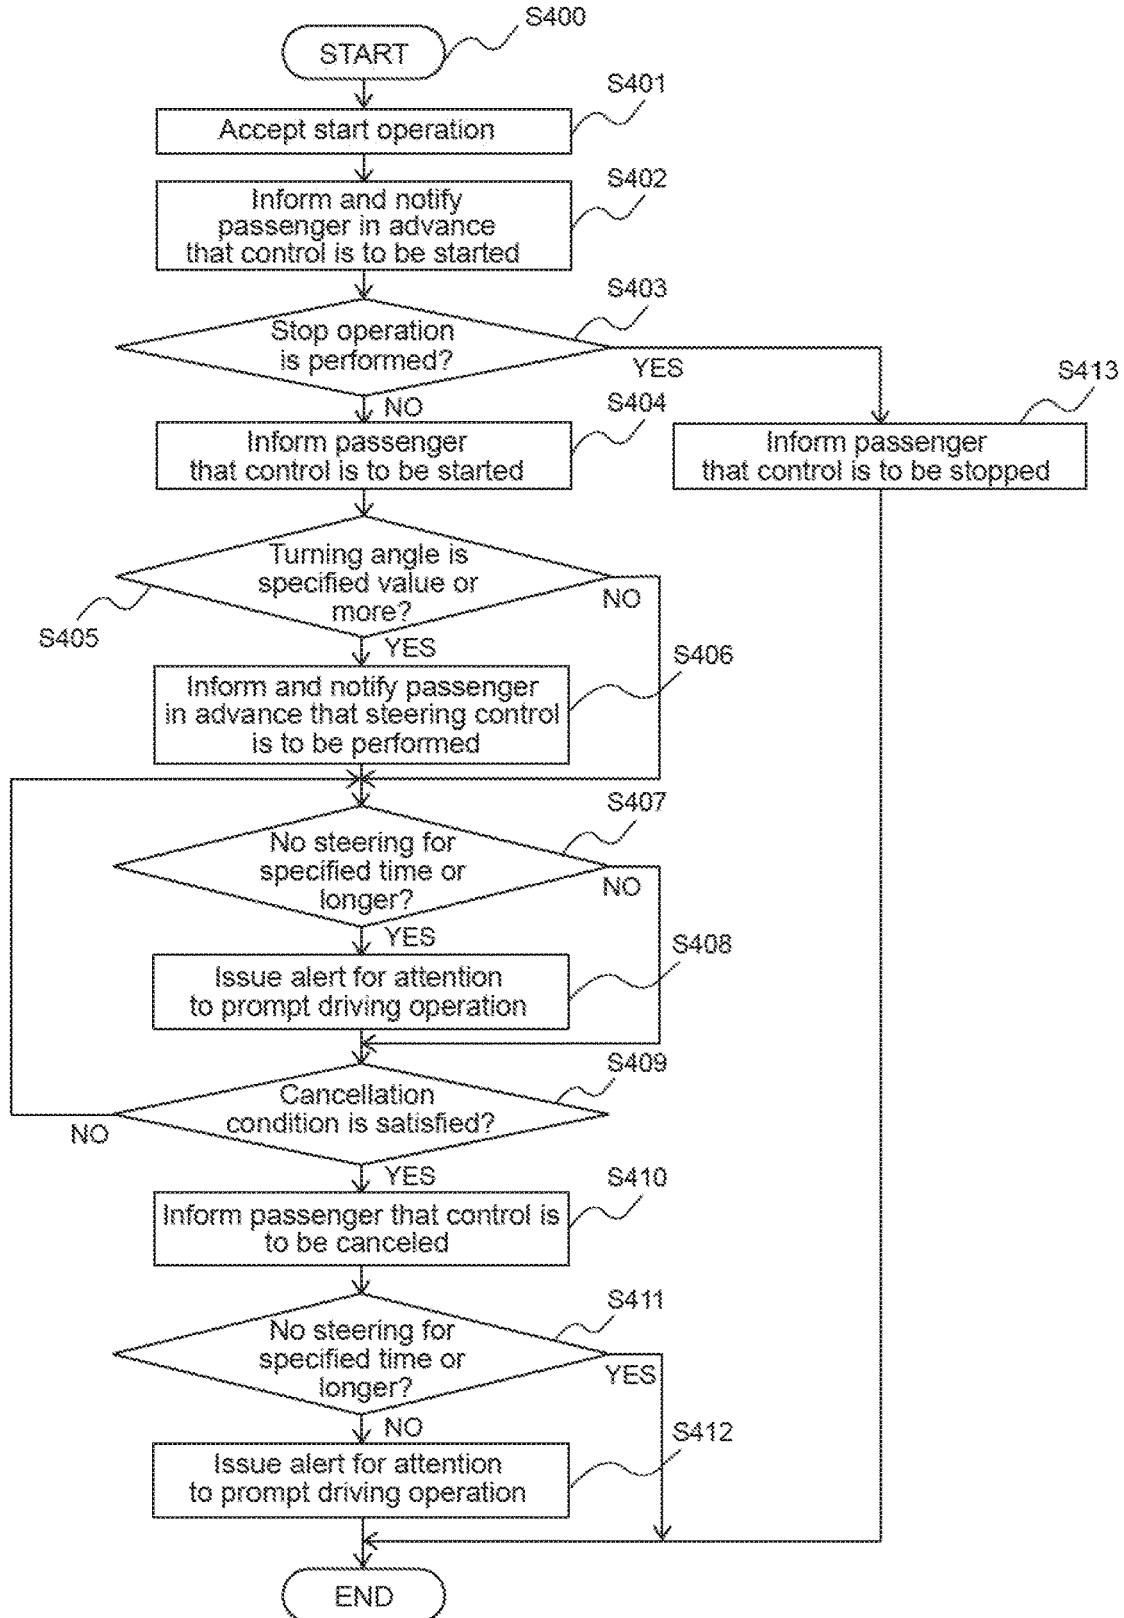 S400
START
S401
Accept start operation
S402
Inform and notify
passenger in advance
that control is to be started
S403
Stop operation
is performed?
YES
NO
S404
S413
Inform passenger
that control is to be started
Inform passenger
that control is to be stopped
Turning angle is
specified value or
more?
NO
S405
YES
S406
Inform and notify passenger
in advance that steering control
is to be performed
S407
No steering for
specified time or
longer?
NO
YES
S408
Issue alert for attention
to prompt driving operation
S409
Cancellation
condition is satisfied?
NO
YES
S410
Inform passenger that control is
to be canceled
S411
No steering for
specified time or
longer?
YES
NO
S412
Issue alert for attention
to prompt driving operation
END